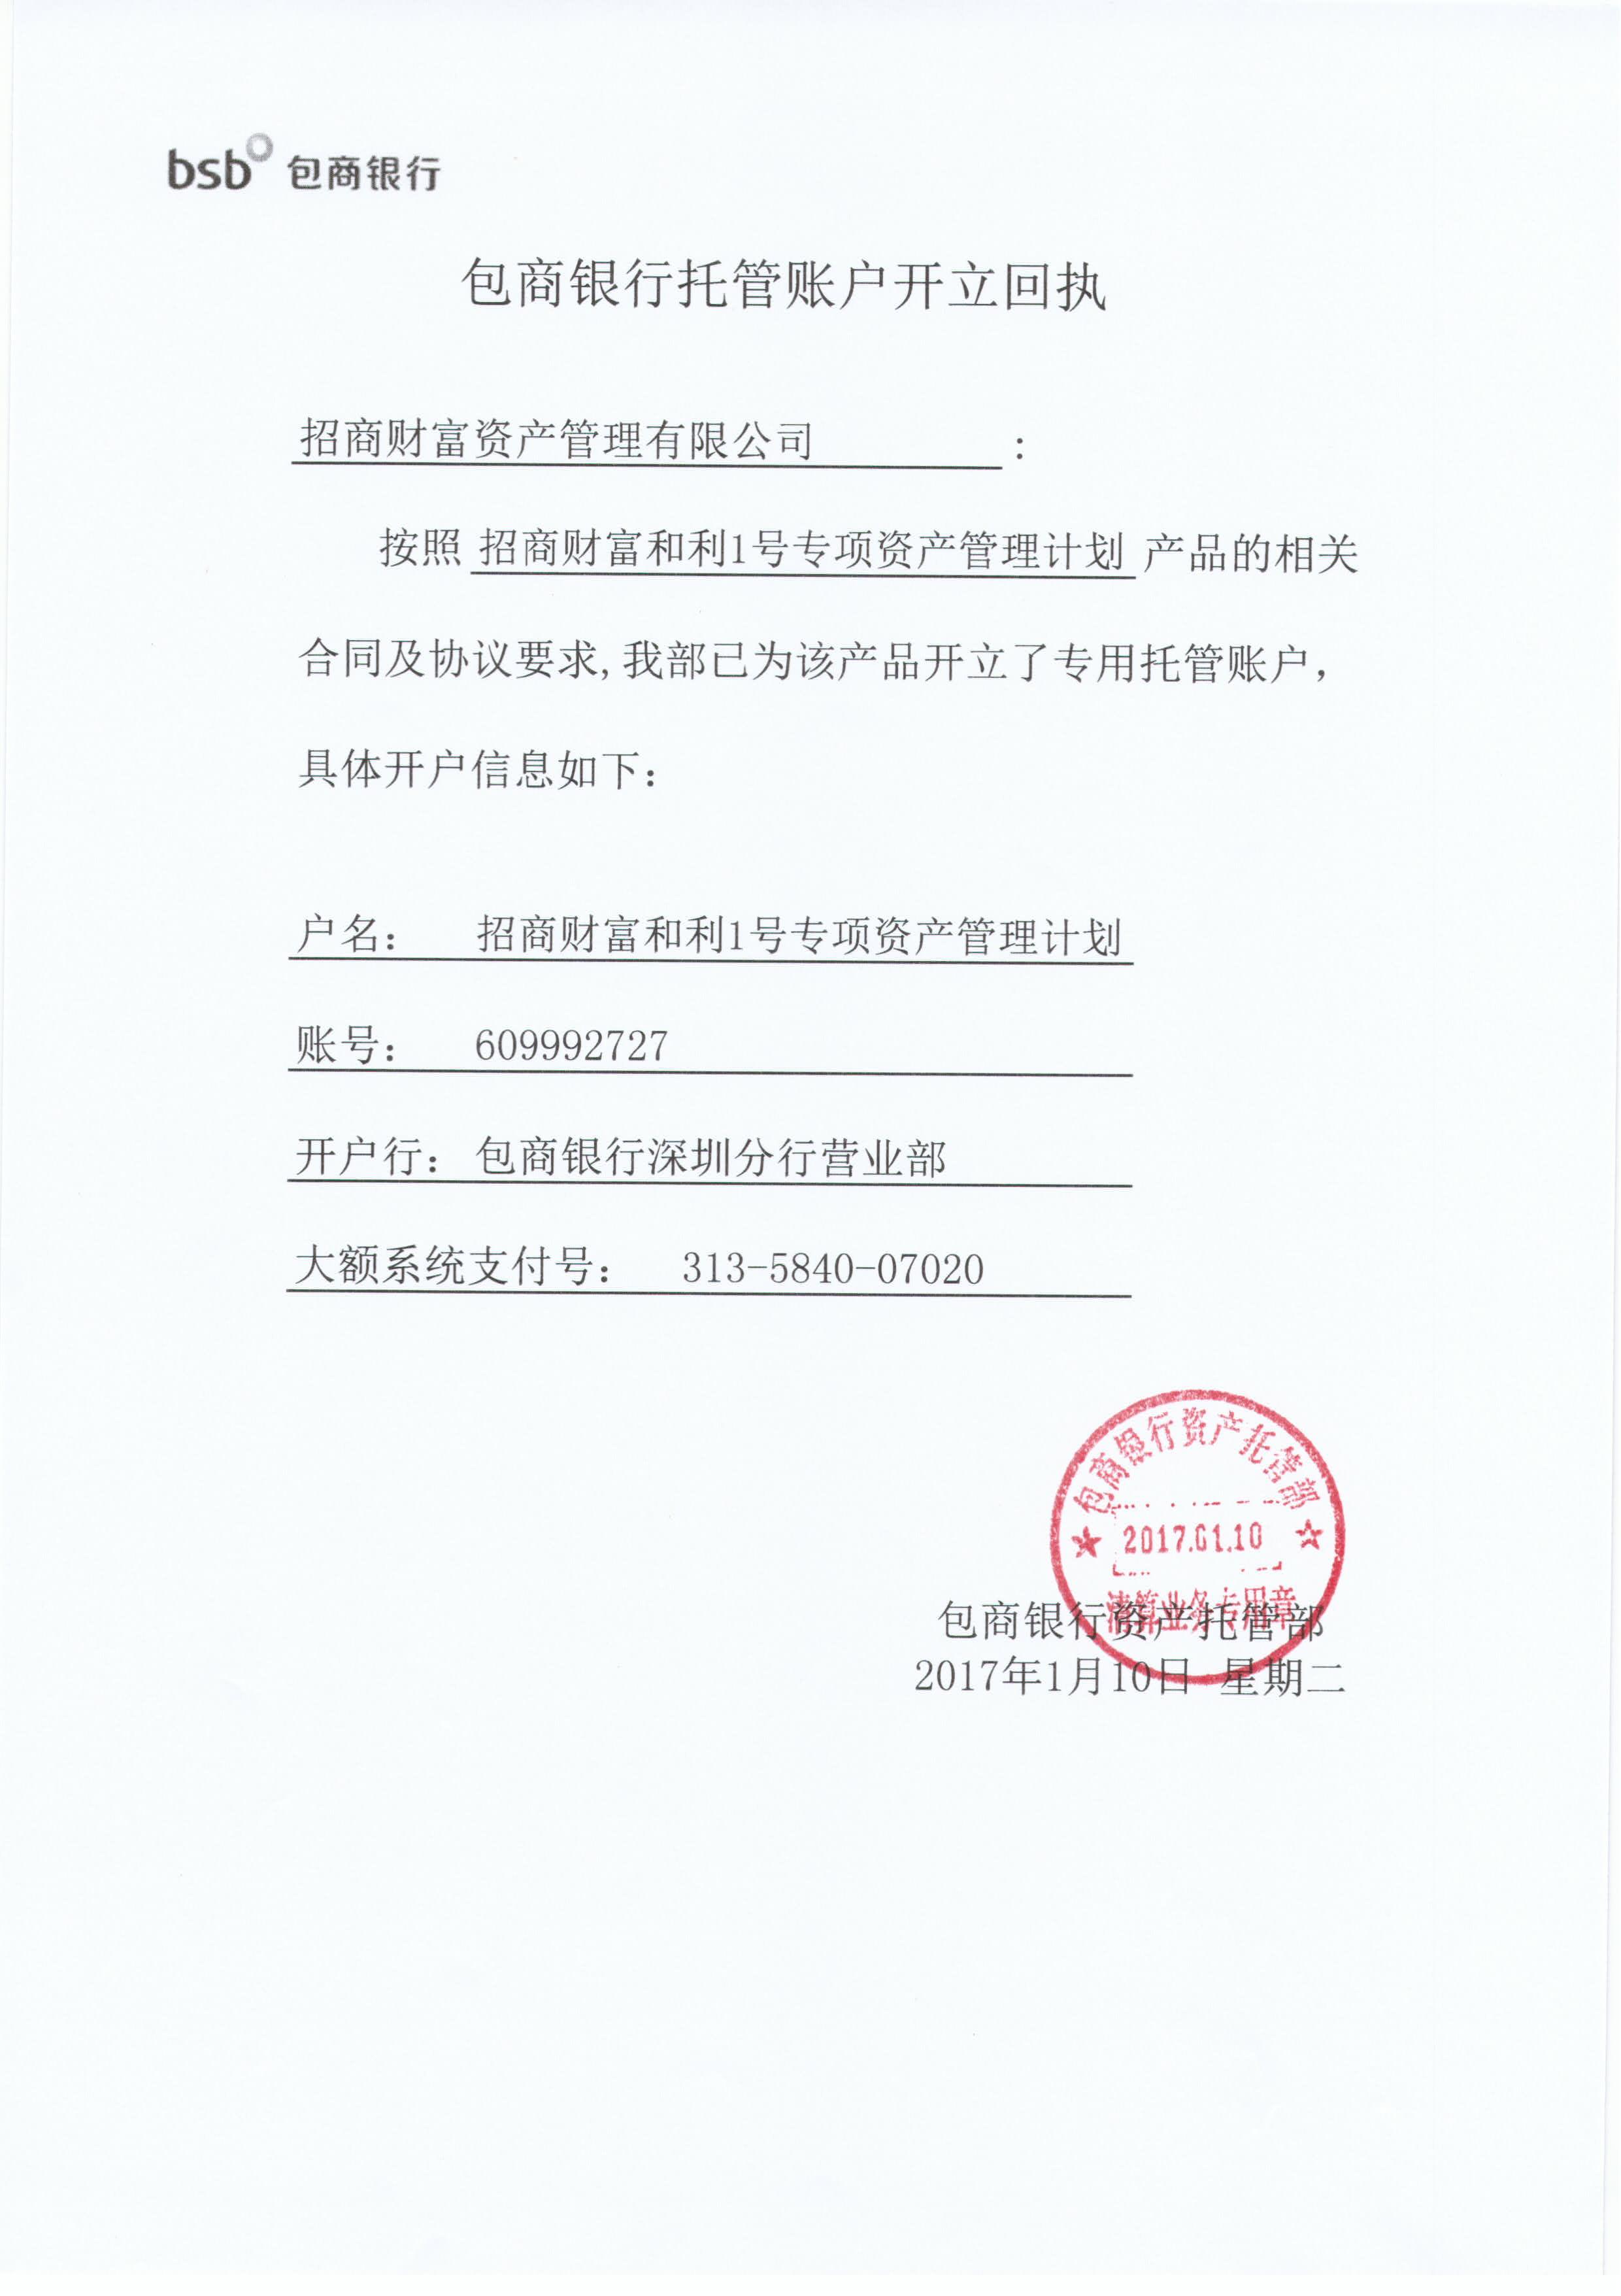 bsb 包商银行
包商银行托管账户开立回执
招商财富资产管理有限公司：
按照 招商财富和利1号专项资产管理计划 产品的相关
合同及协议要求,我部已为该产品开立了专用托管账户，
具体开户信息如下：
户名： 招商财富和利1号专项资产管理计划
账号： 609992727
开户行： 包商银行深圳分行营业部
大额系统支付号： 313-5840-07020
包商银行资产托管部
2017.01.10
清算业务专用章
包商银行资产托管部
2017年1月10日 星期二